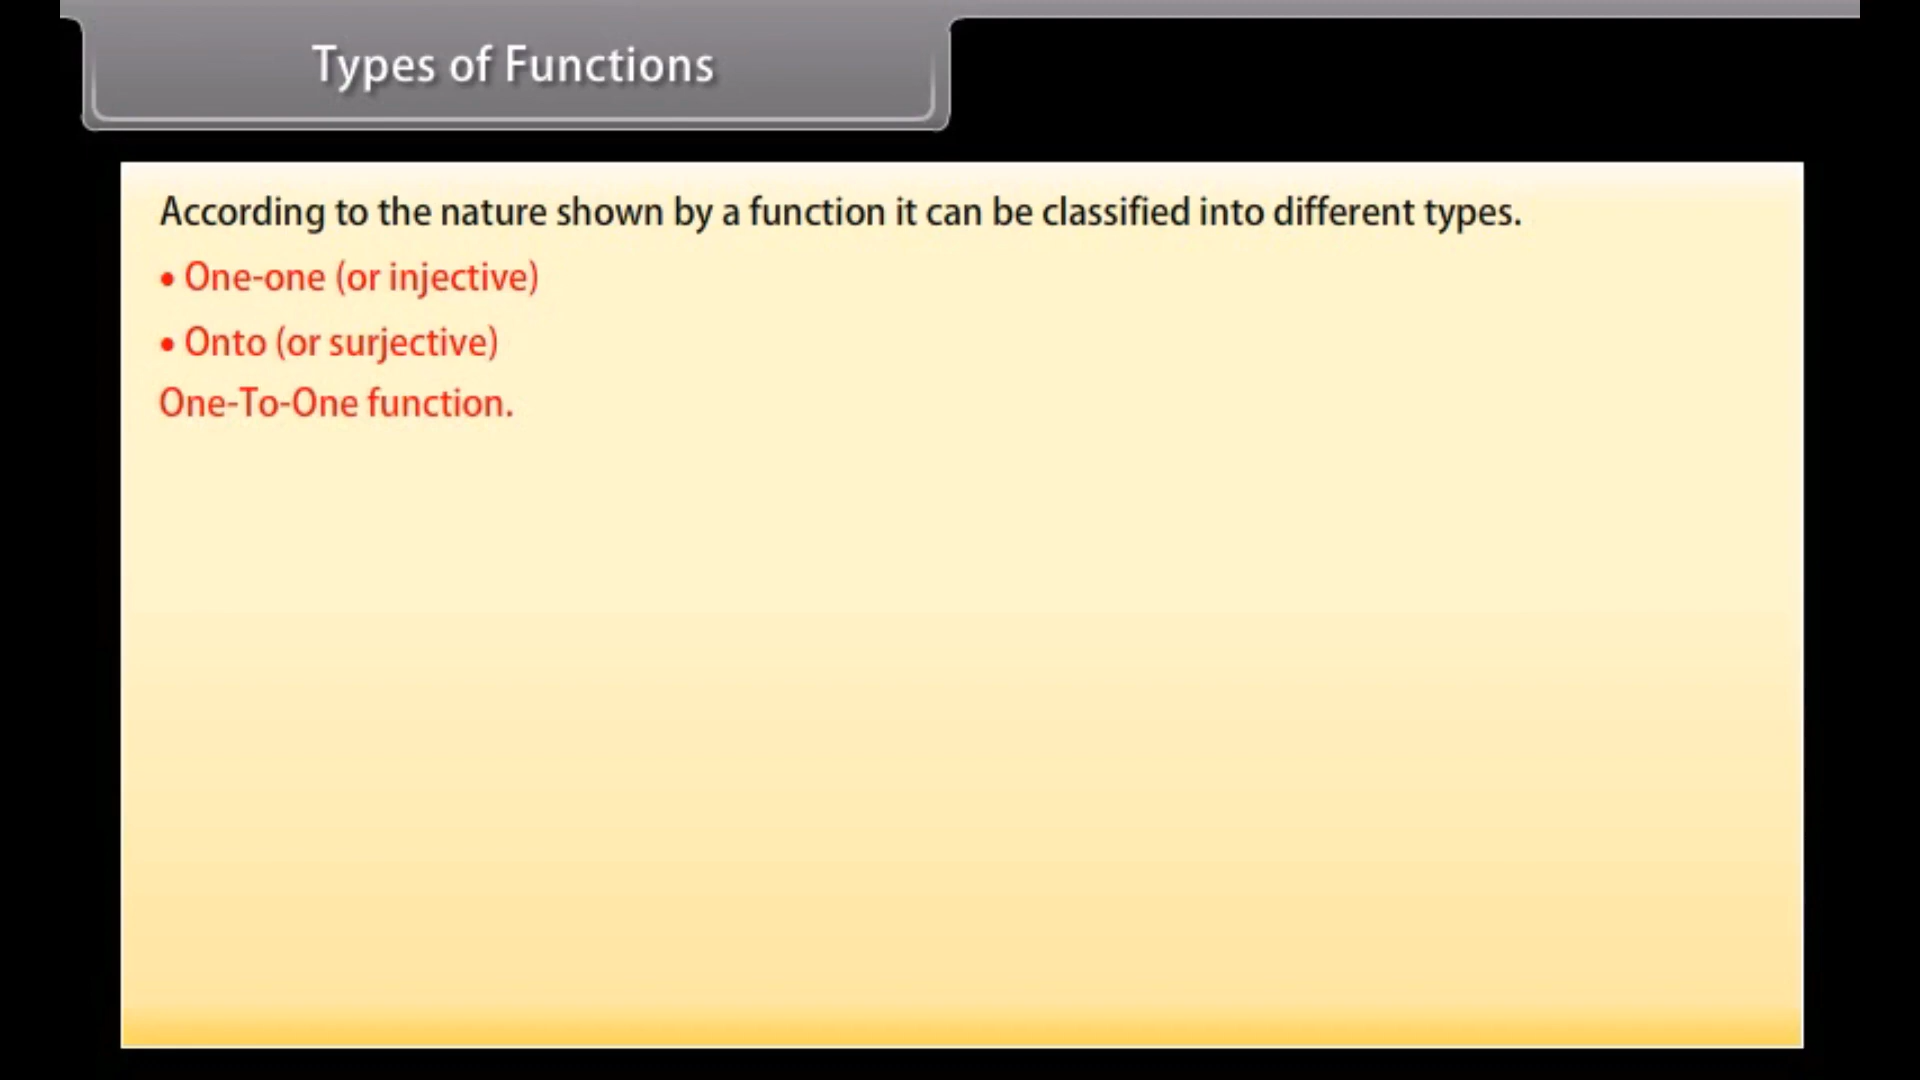 Types of Functions
According to the nature shown by a function it can be classified into different types.
• One-one (or injective)
• Onto (or surjective)
One-To-One function.